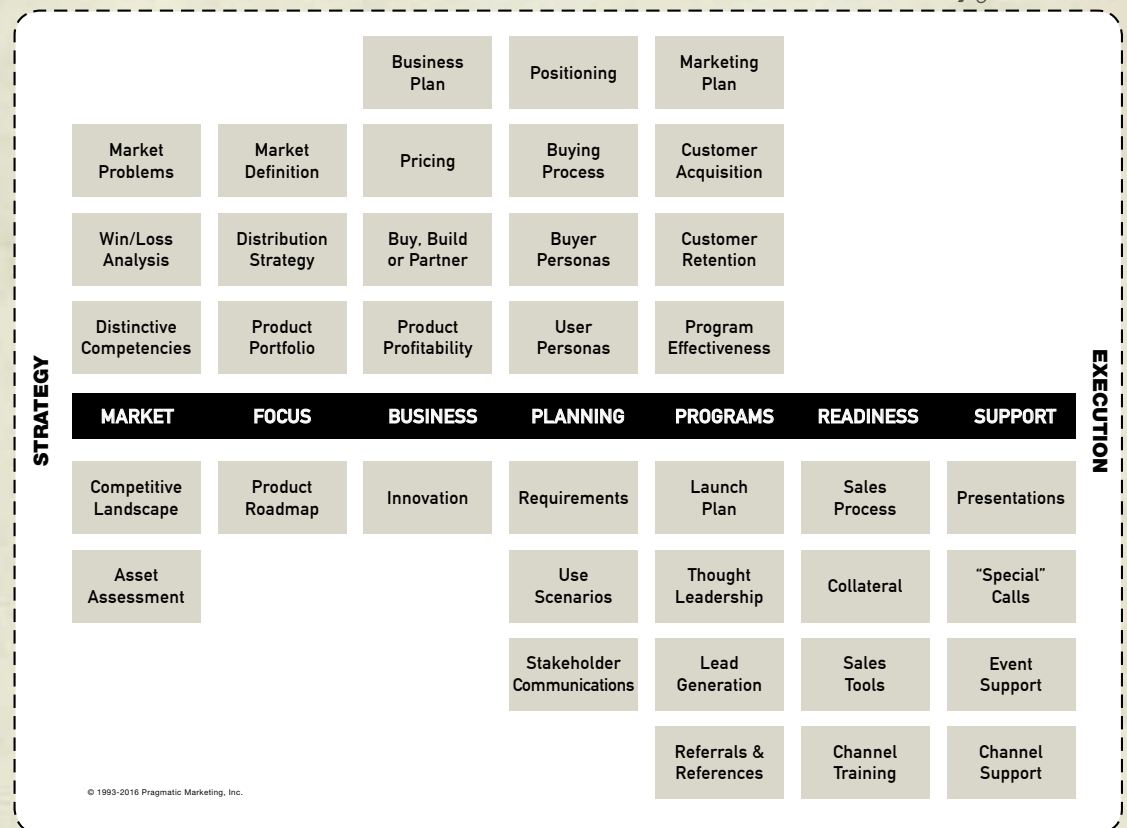 Business
Plan
Positioning
Marketing
Plan
Market
Problems
Market
Definition
Pricing
Buying
Process
Customer
Acquisition
Win/Loss
Analysis
Distribution
Strategy
Buy, Build
or Partner
Buyer
Personas
Customer
Retention
Distinctive
Competencies
Product
Portfolio
Product
Profitability
User
Personas
Program
Effectiveness
STRATEGY
MARKET
FOCUS
BUSINESS
PLANNING
PROGRAMS
READINESS
SUPPORT
EXECUTION
Competitive
Landscape
Product
Roadmap
Innovation
Requirements
Launch
Plan
Sales
Process
Presentations
Asset
Assessment
Use
Scenarios
Thought
Leadership
Collateral
“Special”
Calls
Stakeholder
Communications
Lead
Generation
Sales
Tools
Event
Support
Referrals &
References
Channel
Training
Channel
Support
© 1993-2016 Pragmatic Marketing, Inc.